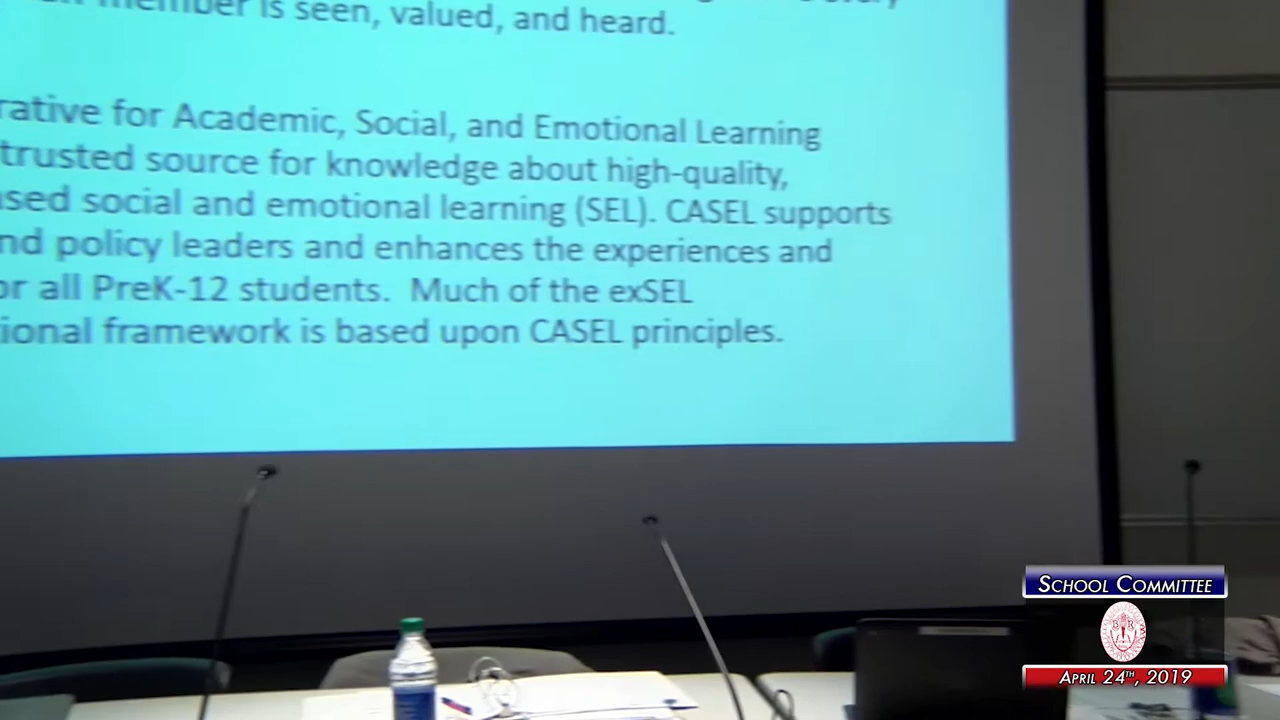 member is seen, valued, and heard.
rative for Academic, Social, and Emotional Learning
trusted source for knowledge about high-quality,
ased social and emotional learning (SEL). CASEL supports
nd policy leaders and enhances the experiences and
or all PreK-12 students. Much of the exSEL
tional framework is based upon CASEL principles.
SCHOOL COMMITTEE
B R
APRIL 24TH, 2019